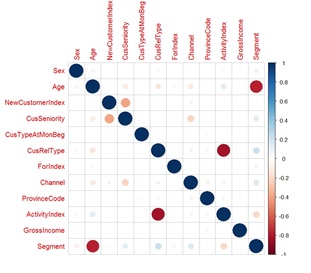 Sex
Age
NewCustomerIndex
CusSeniority
CusTypeAtMonBeg
CusRelType
ForIndex
Channel
ProvinceCode
ActivityIndex
GrossIncome
Segment
Sex
Age
NewCustomerIndex
CusSeniority
CusTypeAtMonBeg
CusRelType
ForIndex
Channel
ProvinceCode
ActivityIndex
GrossIncome
Segment
1
0.8
0.6
0.4
0.2
0
-0.2
-0.4
-0.6
-0.8
-1